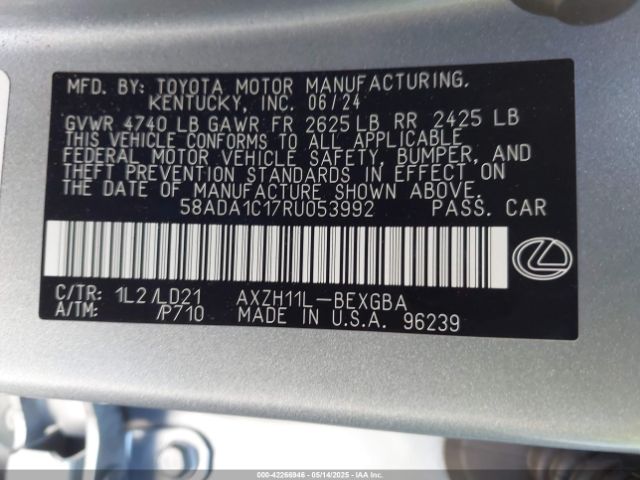 MFD. BY: TOYOTA MOTOR MANUFACTURING,
KENTUCKY, INC. 06/24
GVWR 4740 LB GAWR FR 2625 LB RR 2425 LB
THIS VEHICLE CONFORMS TO ALL APPLICABLE
FEDERAL MOTOR VEHICLE SAFETY, BUMPER, AND
THEFT PREVENTION STANDARDS IN EFFECT ON
THE DATE OF MANUFACTURE SHOWN ABOVE.
58ADA1C17RU053992 PASS. CAR
C/TR: 1L2/LD21 AXZH11L-BEXGBA
A/TM: /P710 MADE IN U.S.A. 96239
000-42266946 - 05/14/2025 - IAAI.COM